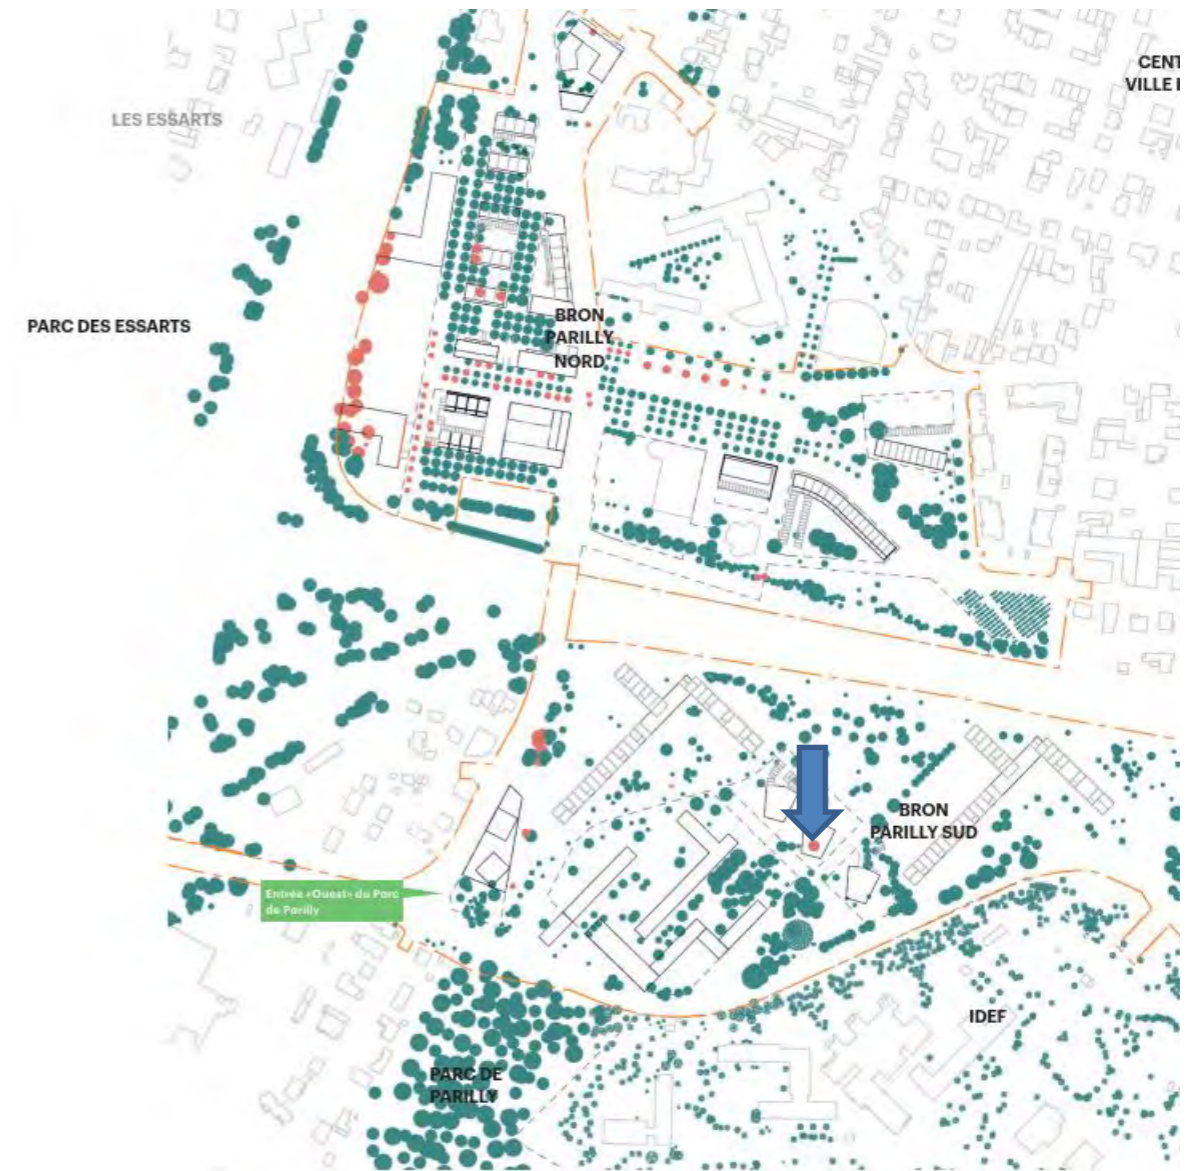 CENT
VILLE
LES ESSARTS
PARC DES ESSARTS
BRON
PARILLY
NORD
BRON
PARILLY SUD
Entrée «Ouest» du Parc
de Parilly
IDEF
PARC DE
PARILLY